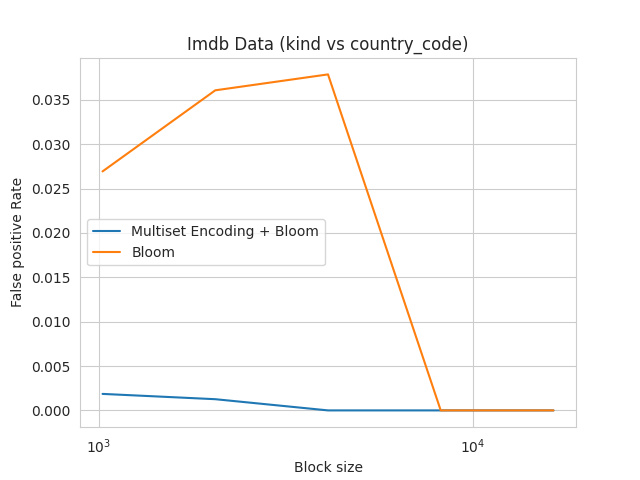 Imdb Data (kind vs country_code)
False positive Rate
0.035
0.030
0.025
0.020
0.015
0.010
0.005
0.000
Multiset Encoding + Bloom
Bloom
10³
10⁴
Block size